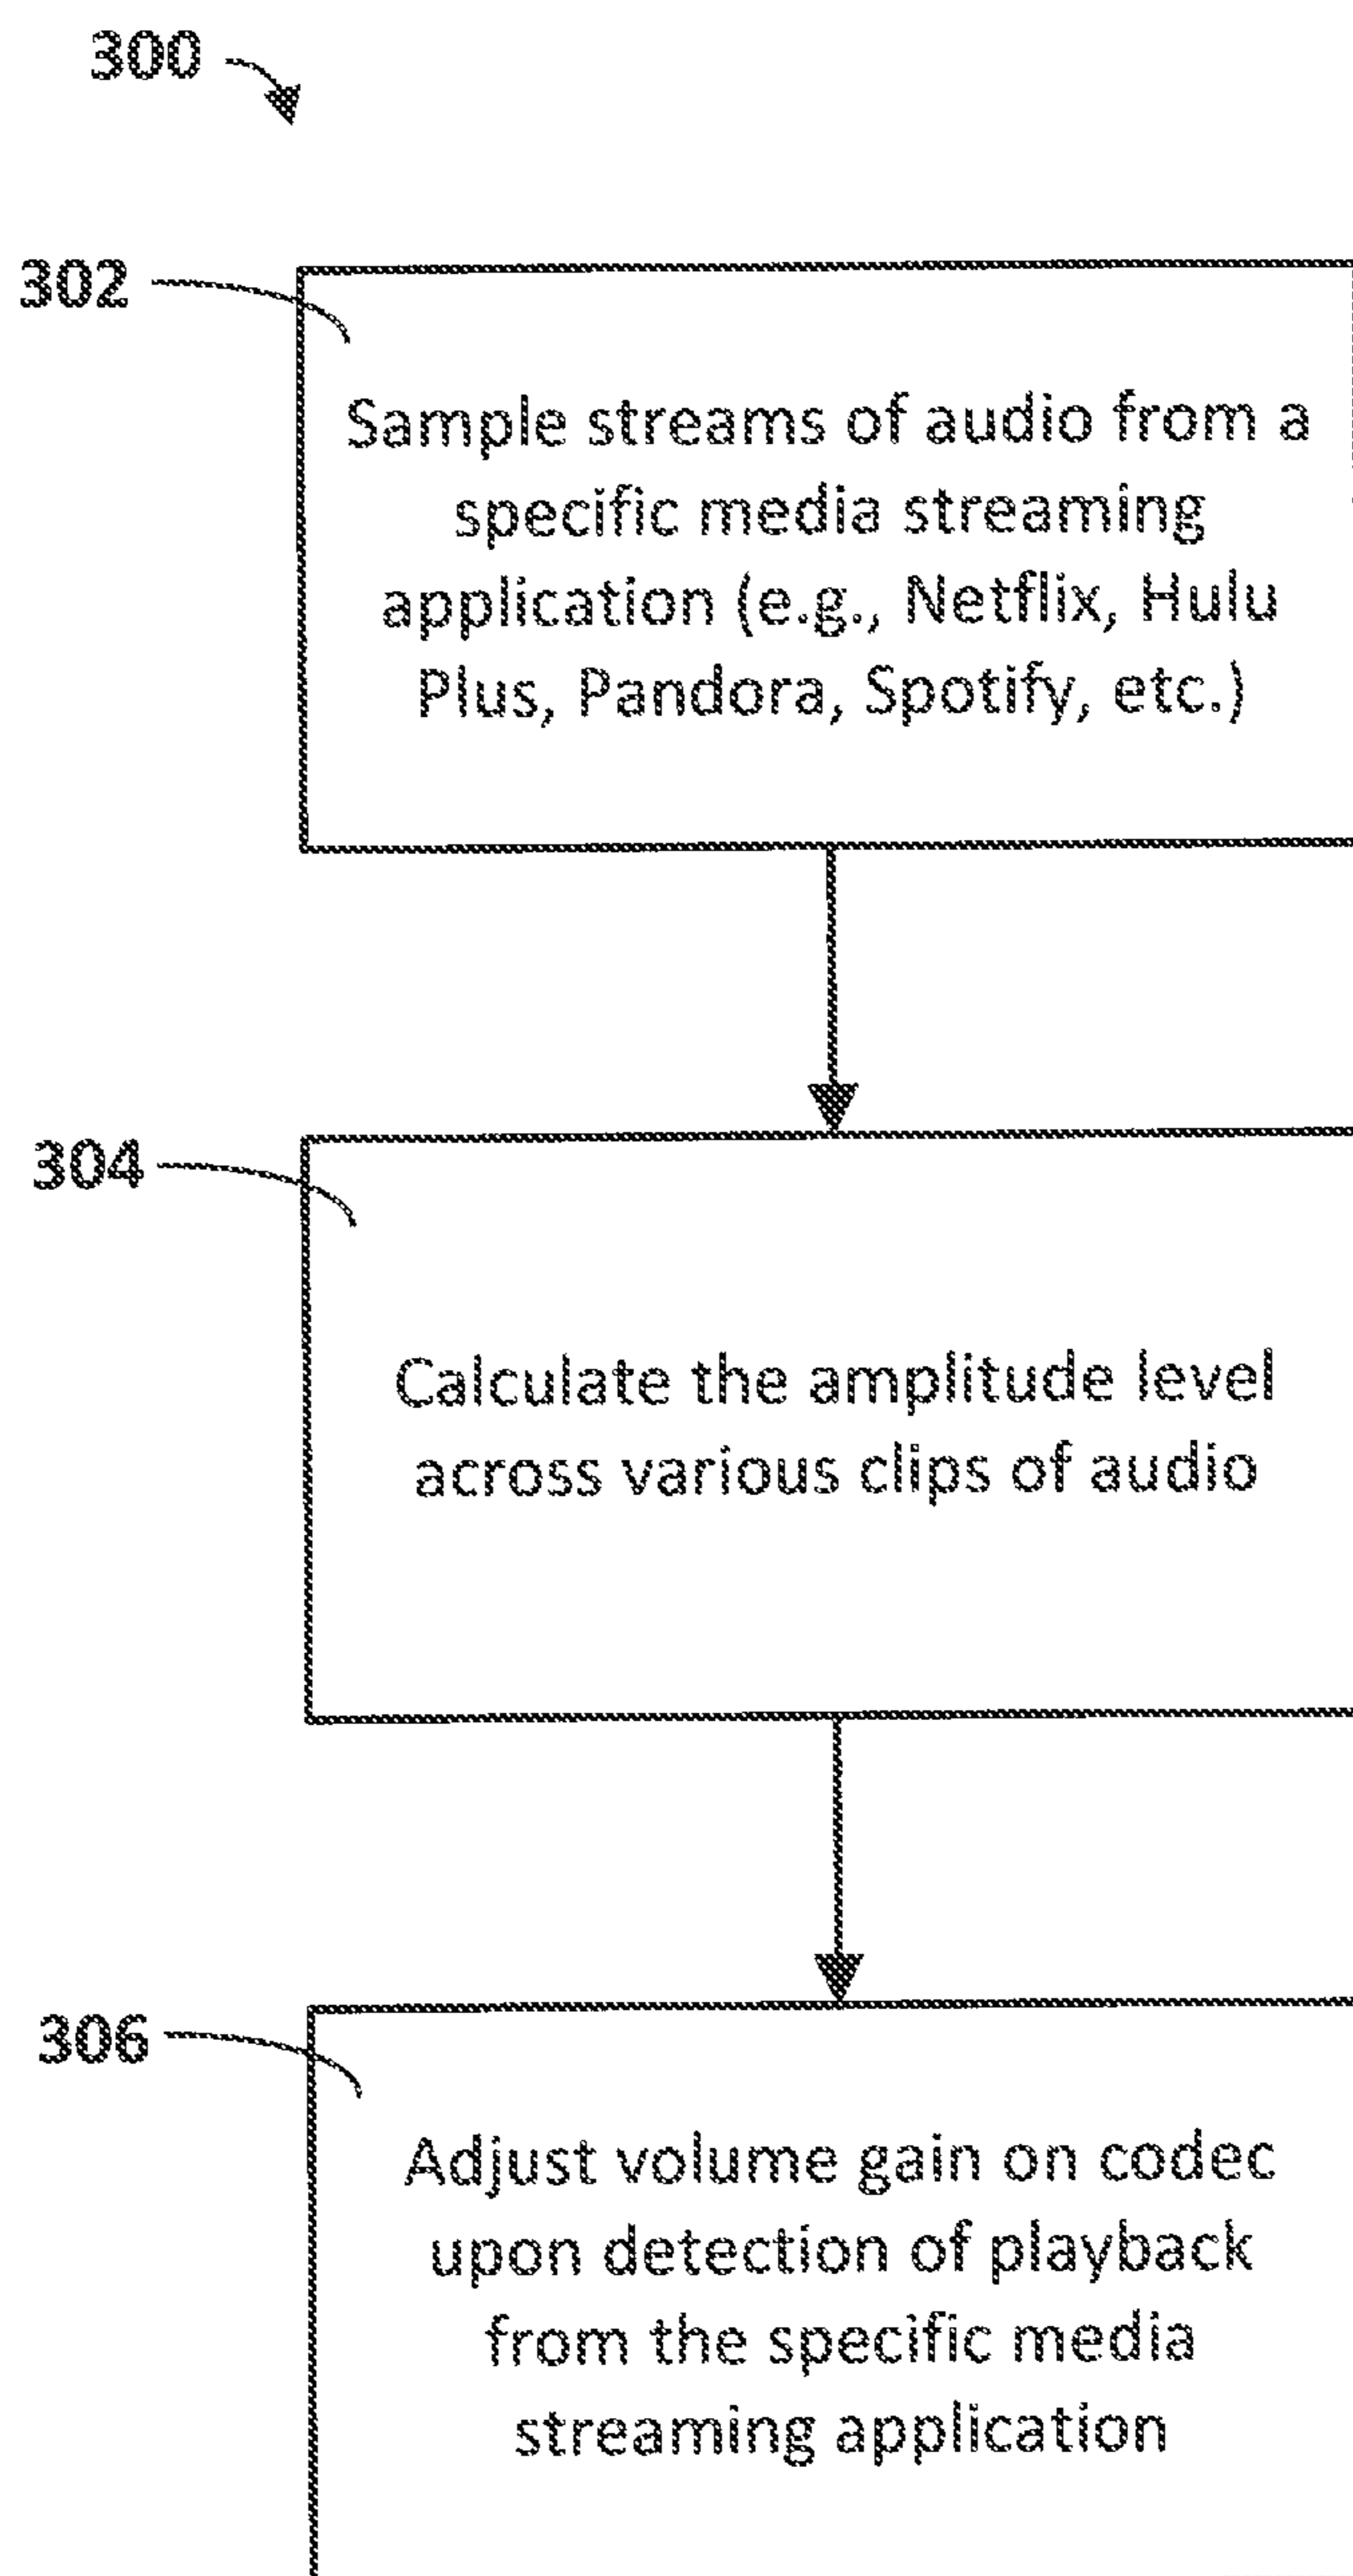 300
302
Sample streams of audio from a
specific media streaming
application (e.g., Netflix, Hulu
Plus, Pandora, Spotify, etc.)
304
Calculate the amplitude level
across various clips of audio
306
Adjust volume gain on codec
upon detection of playback
from the specific media
streaming application